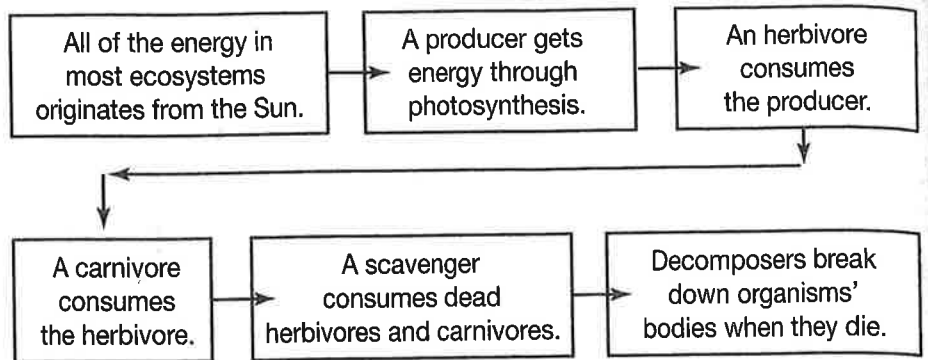 All of the energy in
most ecosystems
originates from the Sun.
A producer gets
energy through
photosynthesis.
An herbivore
consumes
the producer.
A carnivore
consumes
the herbivore.
A scavenger
consumes dead
herbivores and carnivores.
Decomposers break
down organisms'
bodies when they die.